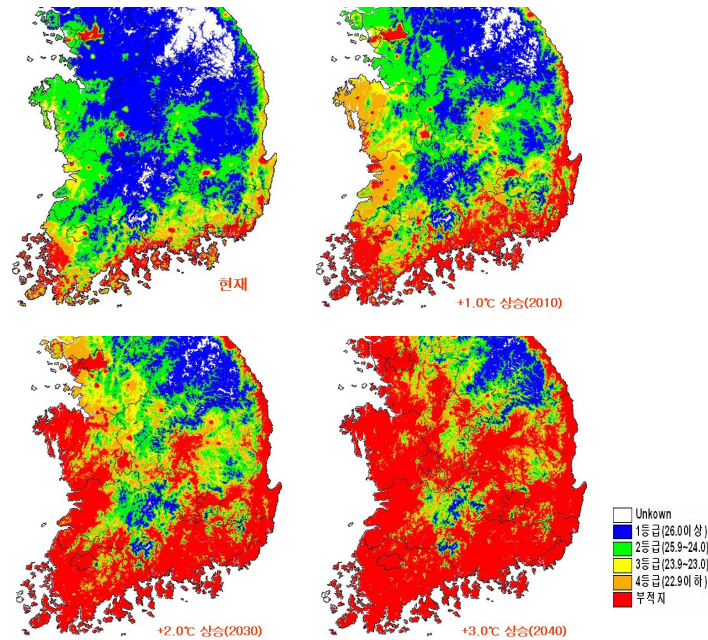 현재
+1.0℃ 상승(2010)
+2.0℃ 상승(2030)
+3.0℃ 상승(2040)
Unkown
1등급(26.0이상)
2등급(25.9~24.0)
3등급(23.9~23.0)
4등급(22.9이하)
부적지